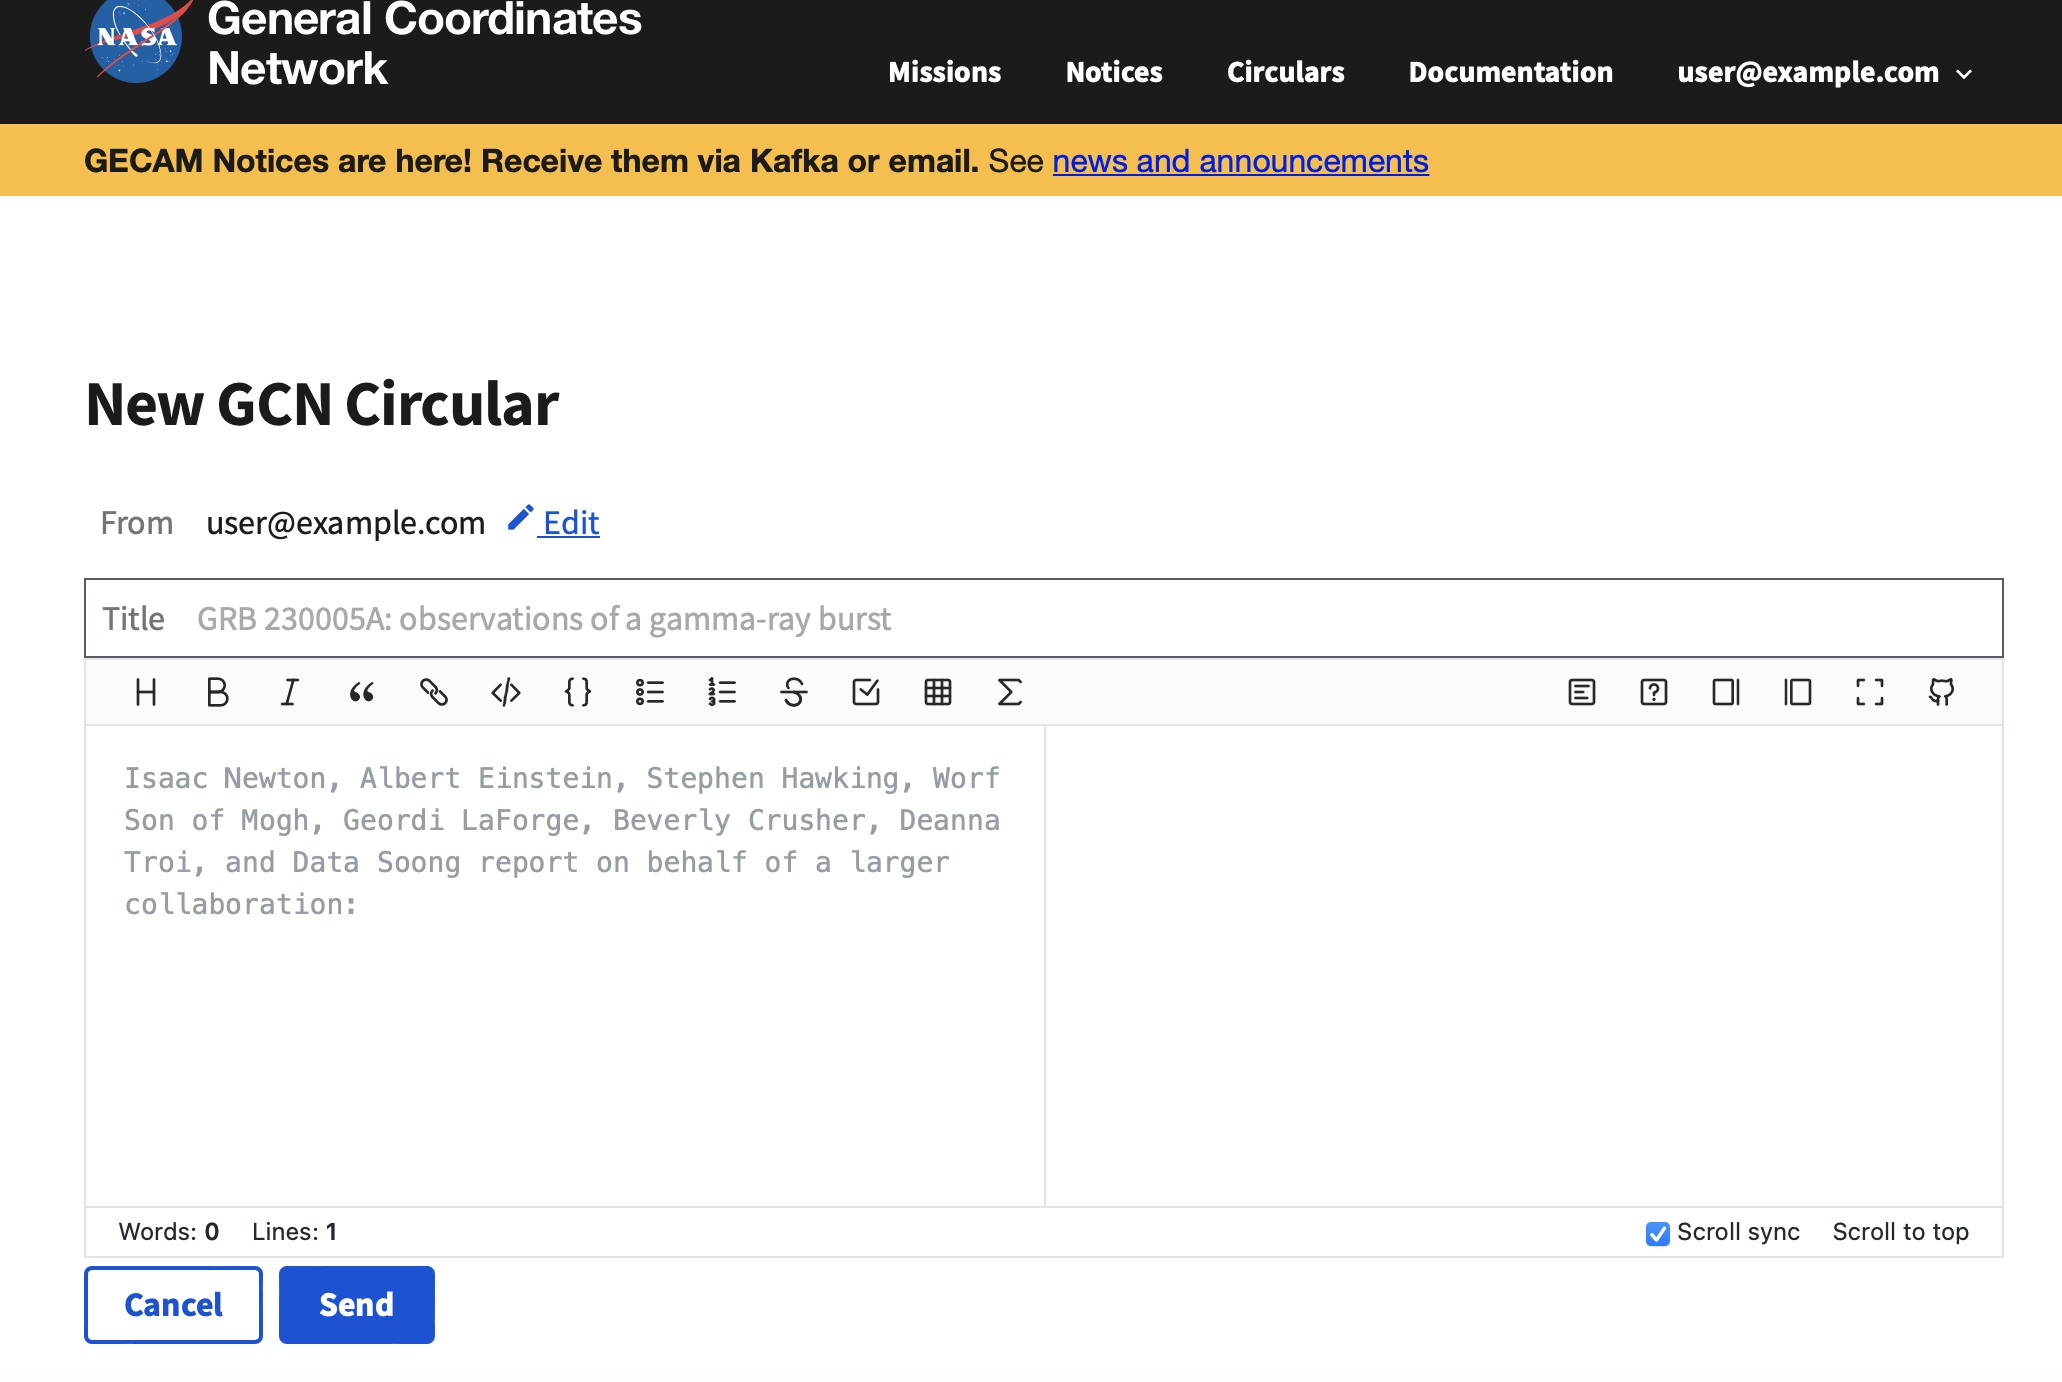 NASA
General Coordinates
Network
Missions Notices Circulars Documentation user@example.com
GECAM Notices are here! Receive them via Kafka or email. See news and announcements
New GCN Circular
From user@example.com Edit
Title GRB 230005A: observations of a gamma-ray burst
Isaac Newton, Albert Einstein, Stephen Hawking, Worf
Son of Mogh, Geordi LaForge, Beverly Crusher, Deanna
Troi, and Data Soong report on behalf of a larger
collaboration:
Words: 0 Lines: 1 Scroll sync Scroll to top
Cancel Send